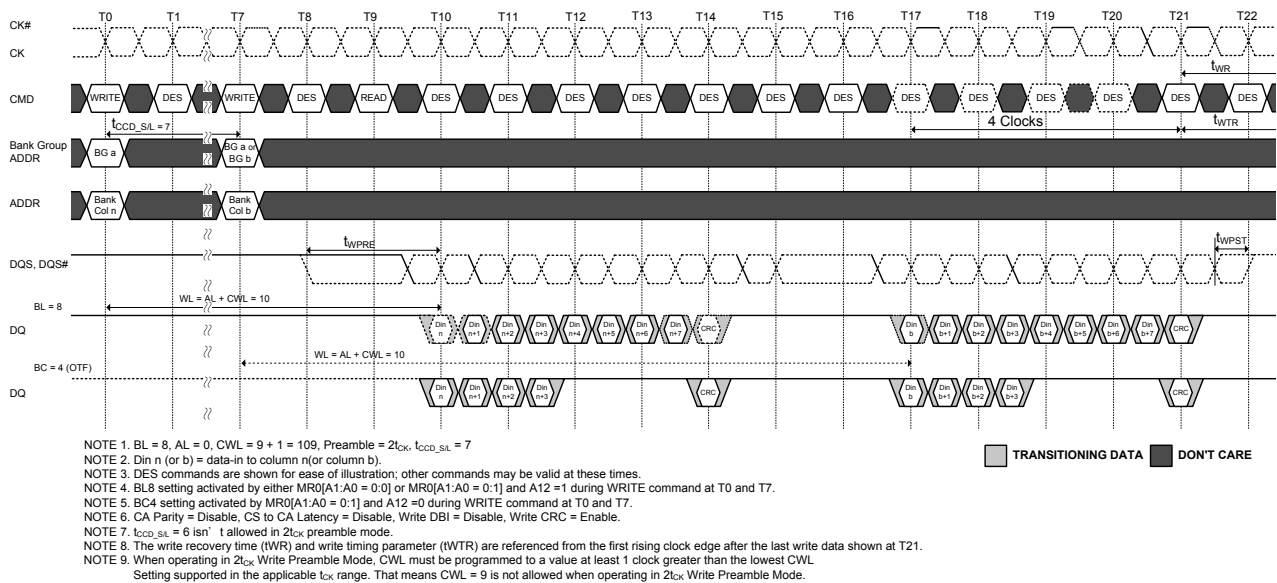 T0 T1 T7 T8 T9 T10 T11 T12 T13 T14 T15 T16 T17 T18 T19 T20 T21 T22
CK#
CK
tWR
CMD WRITE DES WRITE DES READ DES DES DES DES DES DES DES DES DES DES DES DES DES
tCCD_S/L = 7
4 Clocks
tWTR
Bank Group
ADDR
BG a
BG a or
BG b
ADDR
Bank
Col n
Bank
Col b
tWPRE
tWPST
DQS, DQS#
BL = 8
WL = AL + CWL = 10
DQ
Din n Din n+1 Din n+2 Din n+3 Din n+4 Din n+5 Din n+6 Din n+7 CRC Din b Din b+1 Din b+2 Din b+3 Din b+4 Din b+5 Din b+6 Din b+7 CRC
WL = AL + CWL = 10
BC = 4 (OTF)
DQ
Din n Din n+1 Din n+2 Din n+3 CRC Din b Din b+1 Din b+2 Din b+3 CRC
NOTE 1. BL = 8, AL = 0, CWL = 9 + 1 = 109, Preamble = 2tCK, tCCD_S/L = 7
NOTE 2. Din n (or b) = data-in to column n(or column b).
NOTE 3. DES commands are shown for ease of illustration; other commands may be valid at these times.
NOTE 4. BL8 setting activated by either MR0[A1:A0 = 0:0] or MR0[A1:A0 = 0:1] and A12 =1 during WRITE command at T0 and T7.
NOTE 5. BC4 setting activated by MR0[A1:A0 = 0:1] and A12 =0 during WRITE command at T0 and T7.
NOTE 6. CA Parity = Disable, CS to CA Latency = Disable, Write DBI = Disable, Write CRC = Enable.
NOTE 7. tCCD_S/L = 6 isn' t allowed in 2tCK preamble mode.
NOTE 8. The write recovery time (tWR) and write timing parameter (tWTR) are referenced from the first rising clock edge after the last write data shown at T21.
NOTE 9. When operating in 2tCK Write Preamble Mode, CWL must be programmed to a value at least 1 clock greater than the lowest CWL
Setting supported in the applicable tCK range. That means CWL = 9 is not allowed when operating in 2tCK Write Preamble Mode.
TRANSITIONING DATA
DON'T CARE